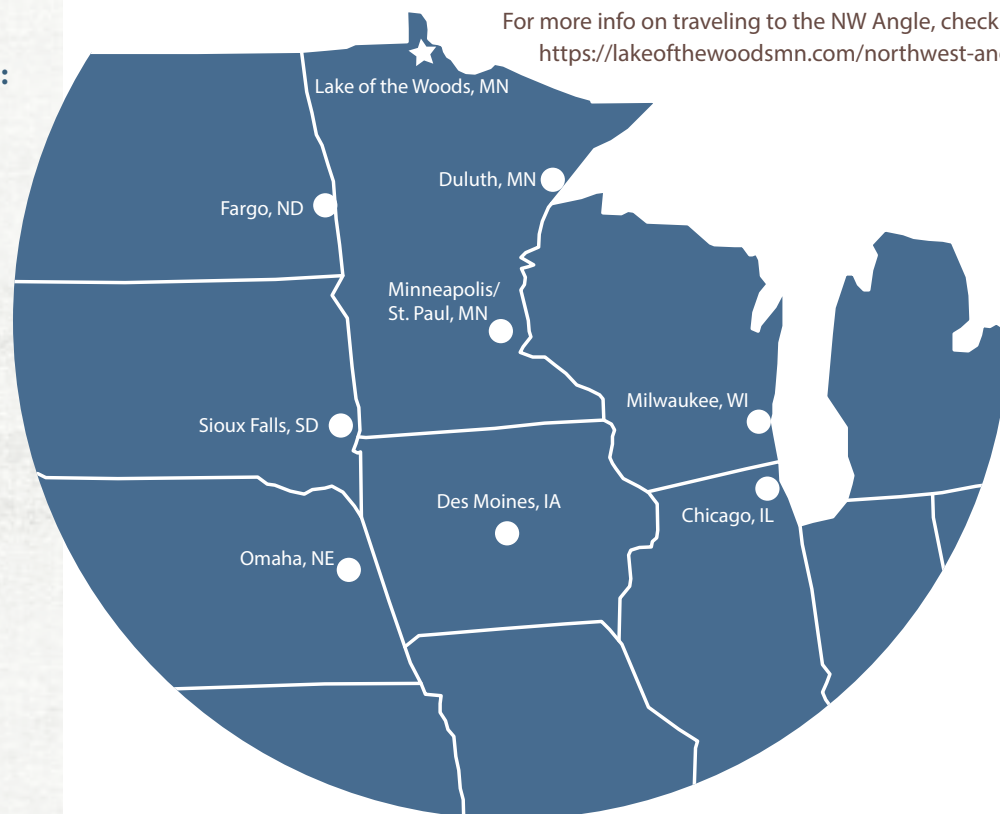 For more info on traveling to the NW Angle, check
https://lakeofthewoodsmn.com/northwest-an
:
Lake of the Woods, MN
Duluth, MN
Fargo, ND
Minneapolis/
St. Paul, MN
Milwaukee, WI
Sioux Falls, SD
Des Moines, IA
Chicago, IL
Omaha, NE